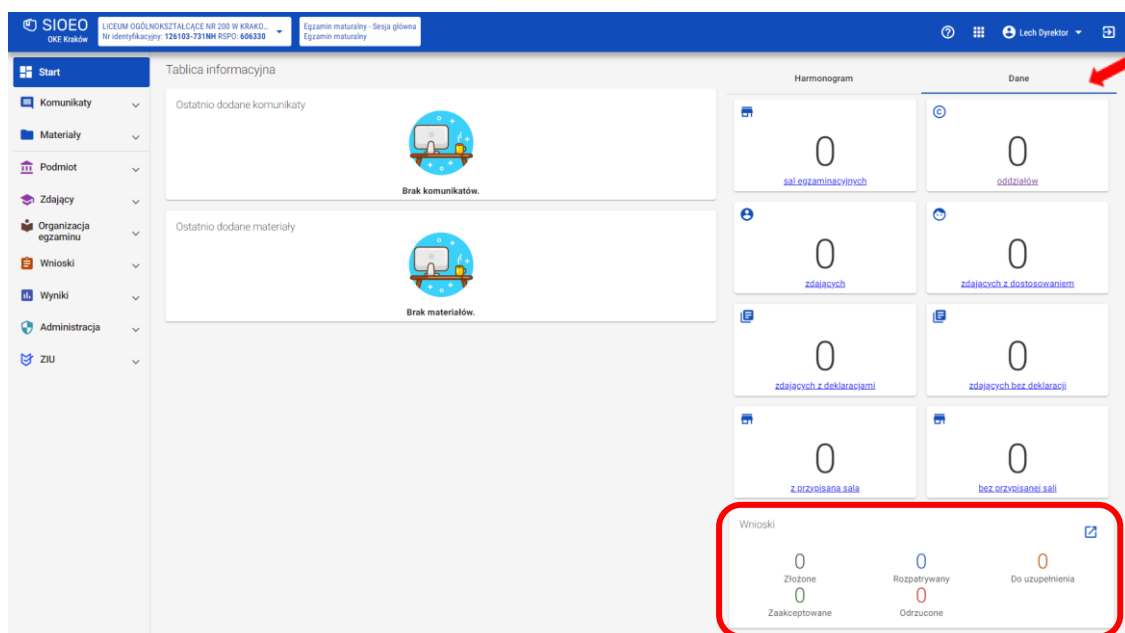 SIOEO
OKE Kraków
LICEUM OGÓLNOKSZTAŁCĄCE NR 200 W KRAKO...
Nr identyfikacyjny: 126103-731NH RSPO: 606330
Egzamin maturalny - Sesja główna
Egzamin maturalny
Lech Dyrektor
Start
Komunikaty
Materiały
Podmiot
Zdający
Organizacja
egzaminu
Wnioski
Wyniki
Administracja
ZIU
Tablica informacyjna
Ostatnio dodane komunikaty
Brak komunikatów.
Ostatnio dodane materiały
Brak materiałów.
Harmonogram
Dane
0
sal egzaminacyjnych
0
oddziałów
0
zdających
0
zdających z dostosowaniem
0
zdających z deklaracjami
0
zdających bez deklaracji
0
z przypisana sala
0
bez przypisanej sali
Wnioski
0
Złożone
0
Rozpatrywany
0
Do uzupełnienia
0
Zaakceptowane
0
Odrzucone